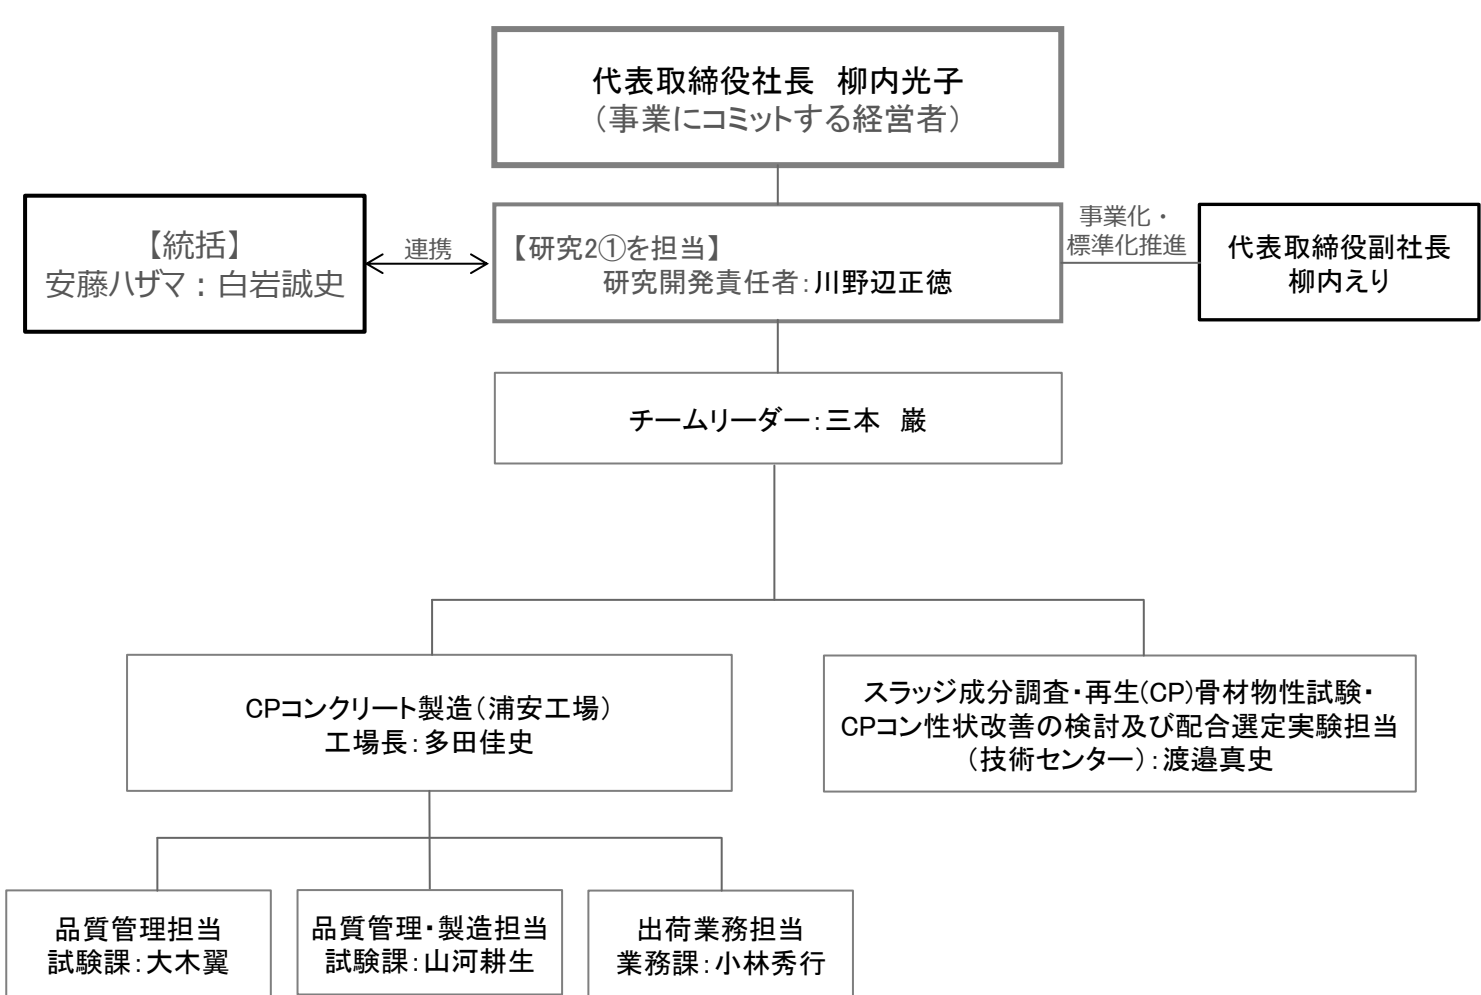 代表取締役社長　柳内光子
（事業にコミットする経営者）
【統括】
安藤ハザマ：白岩誠史
連携
【研究2①を担当】
研究開発責任者：川野辺正徳
事業化・
標準化推進
代表取締役副社長
柳内えり
チームリーダー：三本　巌
CPコンクリート製造（浦安工場）
工場長：多田佳史
スラッジ成分調査・再生(CP)骨材物性試験・
CPコン性状改善の検討及び配合選定実験担当
（技術センター）：渡邉真史
品質管理担当
試験課：大木翼
品質管理・製造担当
試験課：山河耕生
出荷業務担当
業務課：小林秀行